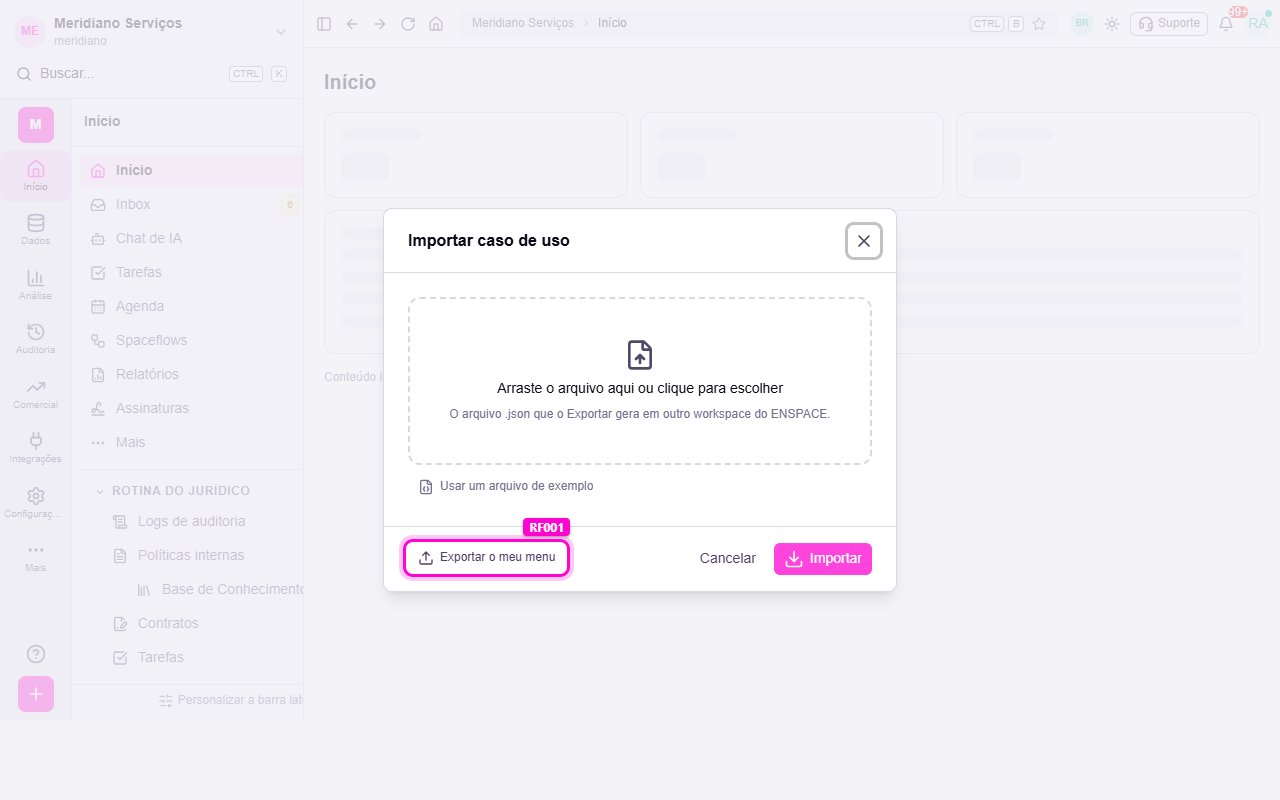 ME
Meridiano Serviços
meridiano
Buscar...
CTRL
K
Meridiano Serviços
Início
CTRL
B
BR
Suporte
99+
RA
M
Início
Dados
Análise
Auditoria
Comercial
Integrações
Configuraç...
Mais
Início
Início
Inbox
6
Chat de IA
Tarefas
Agenda
Spaceflows
Relatórios
Assinaturas
Mais
ROTINA DO JURÍDICO
Logs de auditoria
Políticas internas
Base de Conhecimento
Contratos
Tarefas
Personalizar a barra
Início
Conteúdo
Importar caso de uso
Arraste o arquivo aqui ou clique para escolher
O arquivo .json que o Exportar gera em outro workspace do ENSPACE.
Usar um arquivo de exemplo
RF001
Exportar o meu menu
Cancelar
Importar